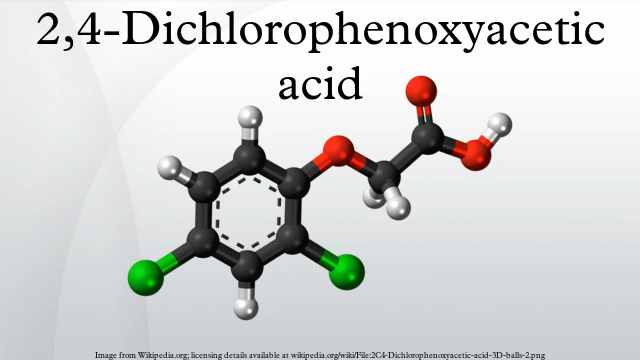 2,4-Dichlorophenoxyacetic
acid
Image from Wikipedia.org; licensing details available at wikipedia.org/wiki/File:2C4-Dichlorophenoxyacetic-acid-3D-balls-2.png